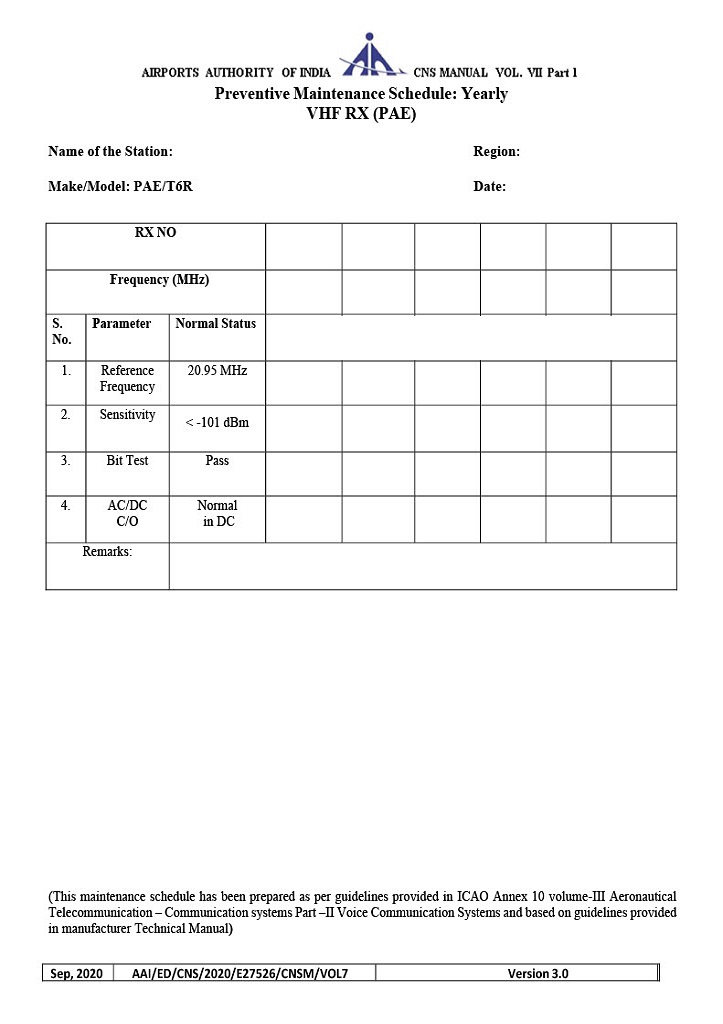 AIRPORTS AUTHORITY OF INDIA CNS MANUAL VOL. VII Part 1
Preventive Maintenance Schedule: Yearly
VHF RX (PAE)
Name of the Station: Region:
Make/Model: PAE/T6R Date:
RX NO
Frequency (MHz)
S. Parameter Normal Status
No.
1. Reference 20.95 MHz
Frequency
2. Sensitivity
< -101 dBm
3. Bit Test Pass
4. AC/DC Normal
C/O in DC
Remarks:
(This maintenance schedule has been prepared as per guidelines provided in ICAO Annex 10 volume-III Aeronautical
Telecommunication – Communication systems Part –II Voice Communication Systems and based on guidelines provided
in manufacturer Technical Manual)
Sep, 2020 AAI/ED/CNS/2020/E27526/CNSM/VOL7 Version 3.0